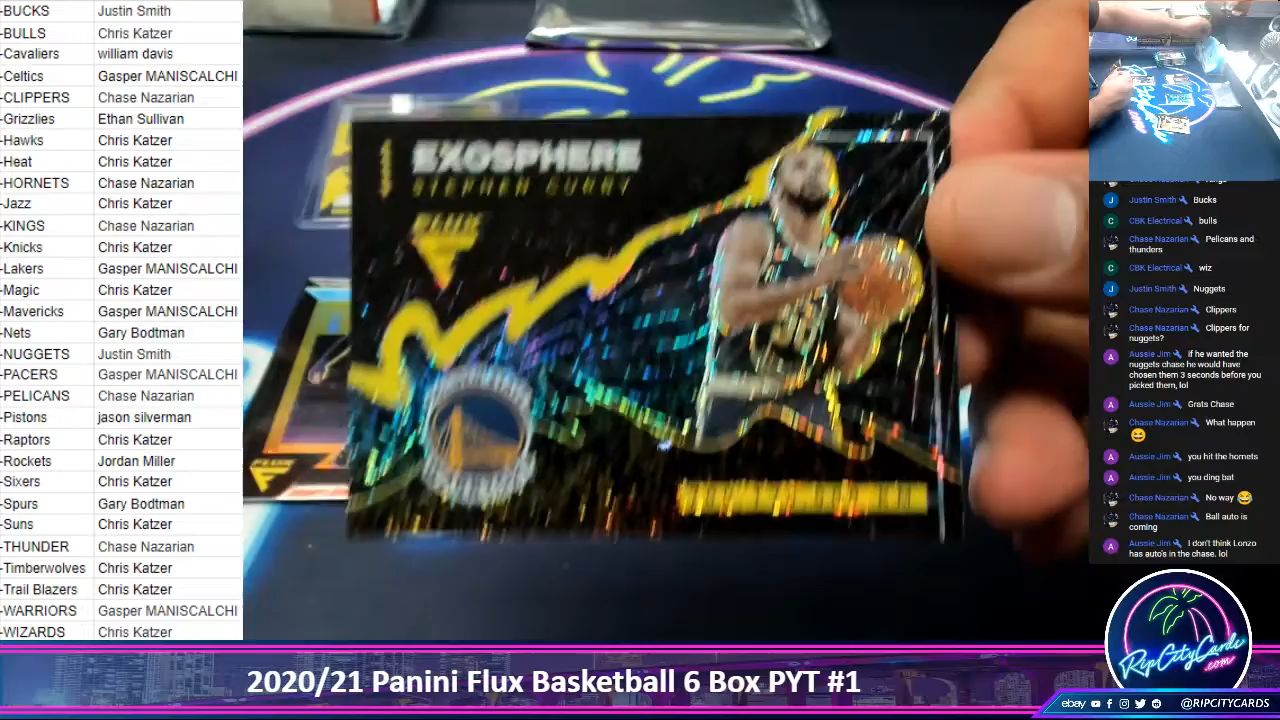 -BUCKS Justin Smith
-BULLS Chris Katzer
-Cavaliers william davis
-Celtics Gasper MANISCALCHI
-CLIPPERS Chase Nazarian
-Grizzlies Ethan Sullivan
-Hawks Chris Katzer
-Heat Chris Katzer
-HORNETS Chase Nazarian
-Jazz Chris Katzer
-KINGS Chase Nazarian
-Knicks Chris Katzer
-Lakers Gasper MANISCALCHI
-Magic Chris Katzer
-Mavericks Gasper MANISCALCHI
-Nets Gary Bodtman
-NUGGETS Justin Smith
-PACERS Gasper MANISCALCHI
-PELICANS Chase Nazarian
-Pistons jason silverman
-Raptors Chris Katzer
-Rockets Jordan Miller
-Sixers Chris Katzer
-Spurs Gary Bodtman
-Suns Chris Katzer
-THUNDER Chase Nazarian
-Timberwolves Chris Katzer
-Trail Blazers Chris Katzer
-WARRIORS Gasper MANISCALCHI
-WIZARDS Chris Katzer
EXOSPHERE
STEPHEN CURRY
FLUX
FLUX
J Justin Smith Bucks
C CBK Electrical bulls
Chase Nazarian Pelicans and
thunders
C CBK Electrical wiz
J Justin Smith Nuggets
Chase Nazarian Clippers
Chase Nazarian Clippers for
nuggets?
A Aussie Jim if he wanted the
nuggets chase he would have
chosen them 3 seconds before you
picked them, lol
A Aussie Jim Grats Chase
Chase Nazarian What happen
😆
A Aussie Jim you hit the hornets
A Aussie Jim you ding bat
Chase Nazarian No way 😂
Chase Nazarian Ball auto is
coming
A Aussie Jim I don't think Lonzo
has auto's in the chase. lol
RipCityCards
.com
2020/21 Panini Flux Basketball 6 Box PYT #1
ebay @RIPCITYCARDS